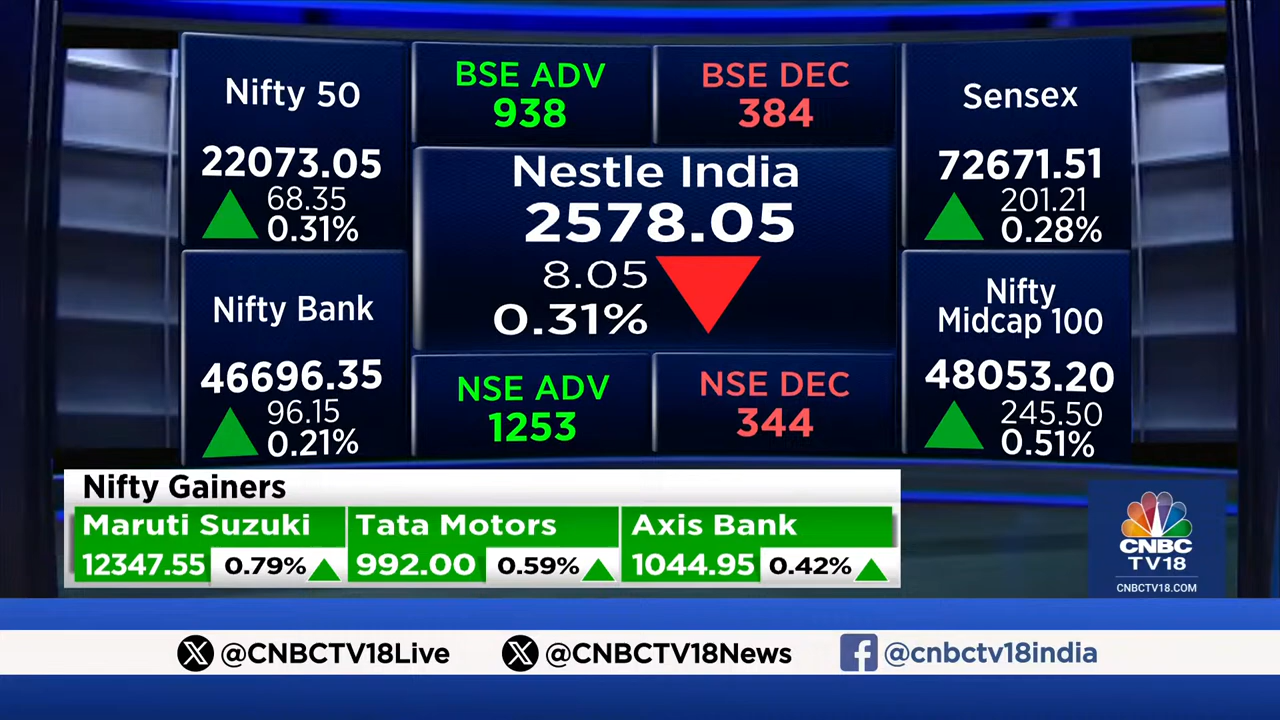 Nifty 50
22073.05
68.35
0.31%
BSE ADV
938
BSE DEC
384
Sensex
72671.51
201.21
0.28%
Nestle India
2578.05
8.05
0.31%
Nifty Bank
46696.35
96.15
0.21%
NSE ADV
1253
NSE DEC
344
Nifty
Midcap 100
48053.20
245.50
0.51%
Nifty Gainers
Maruti Suzuki
12347.55 0.79%
Tata Motors
992.00 0.59%
Axis Bank
1044.95 0.42%
CNBC
TV18
CNBCTV18.COM
@CNBCTV18Live
@CNBCTV18News
@cnbctv18india